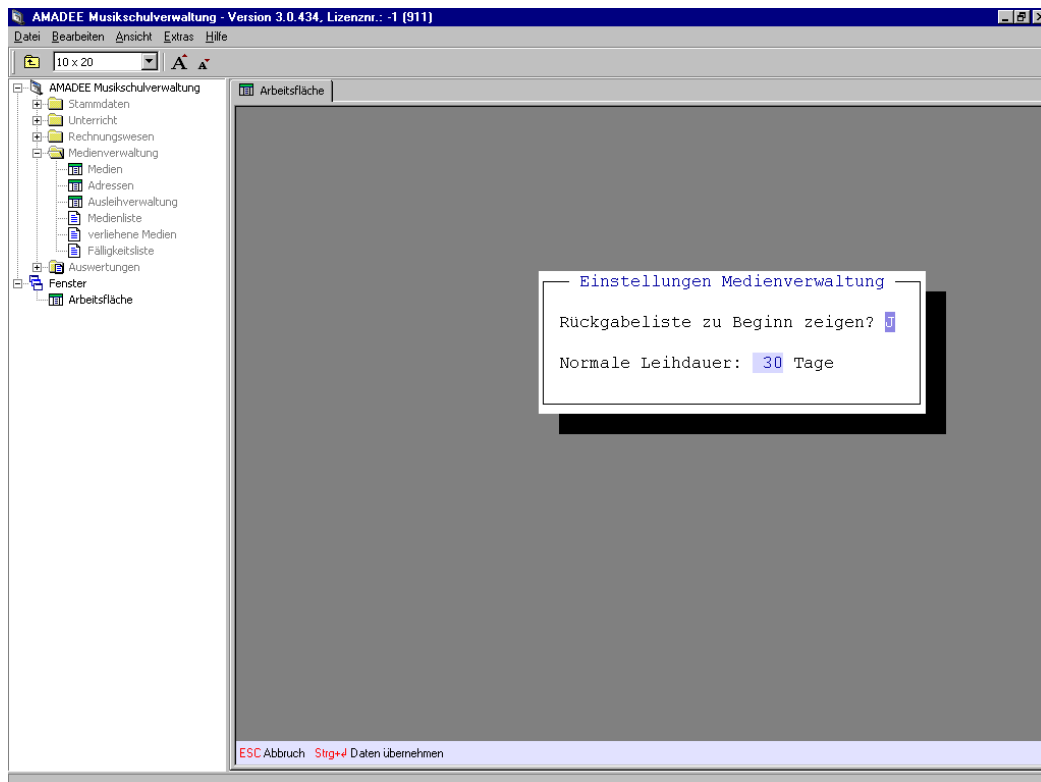 AMADEE Musikschulverwaltung - Version 3.0.434, Lizenznr.: -1 (911)
Datei Bearbeiten Ansicht Extras Hilfe
10 x 20 A A
AMADEE Musikschulverwaltung
Stammdaten
Unterricht
Rechnungswesen
Medienverwaltung
Medien
Adressen
Ausleihverwaltung
Medienliste
verliehene Medien
Fälligkeitsliste
Auswertungen
Fenster
Arbeitsfläche
Arbeitsfläche
Einstellungen Medienverwaltung
Rückgabeliste zu Beginn zeigen? J
Normale Leihdauer: 30 Tage
ESC Abbruch Strg+↲ Daten übernehmen